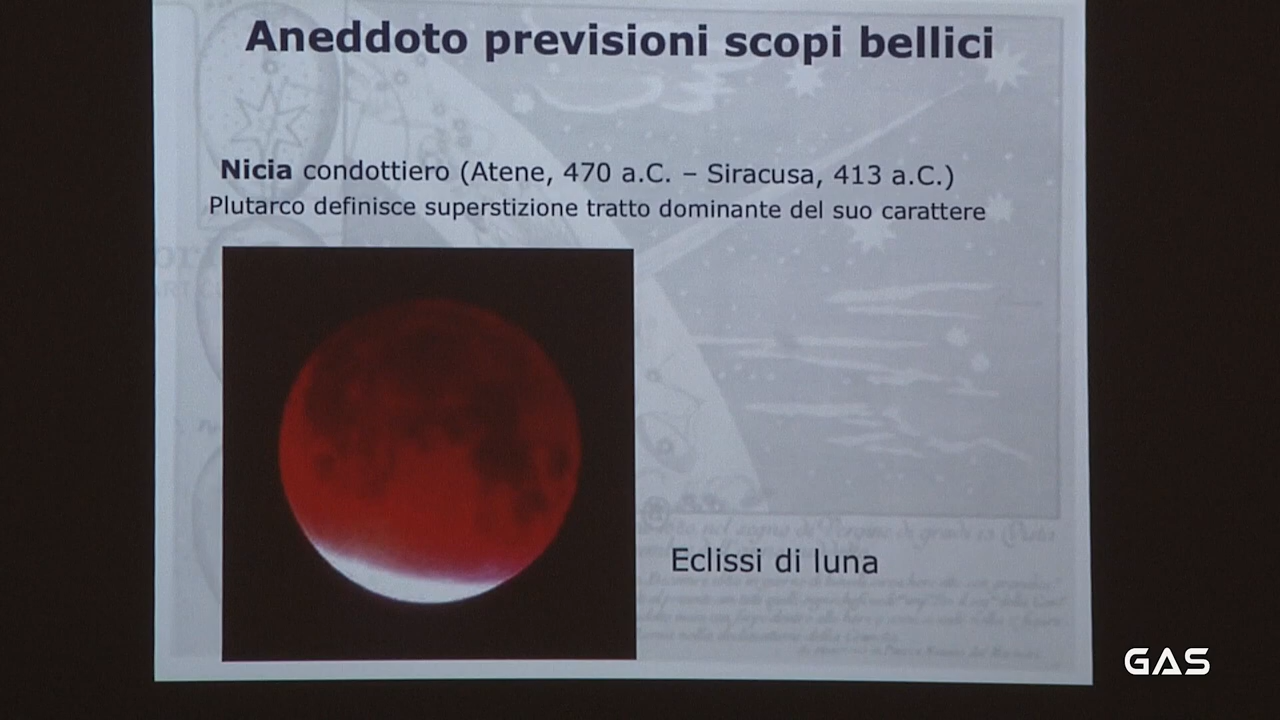 Aneddoto previsioni scopi bellici
Nicia condottiero (Atene, 470 a.C. – Siracusa, 413 a.C.)
Plutarco definisce superstizione tratto dominante del suo carattere
Eclissi di luna
GAS